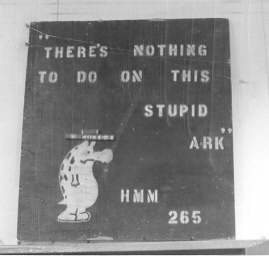 "THERE'S NOTHING
TO DO ON THIS
STUPID
ARK"
HMM
265